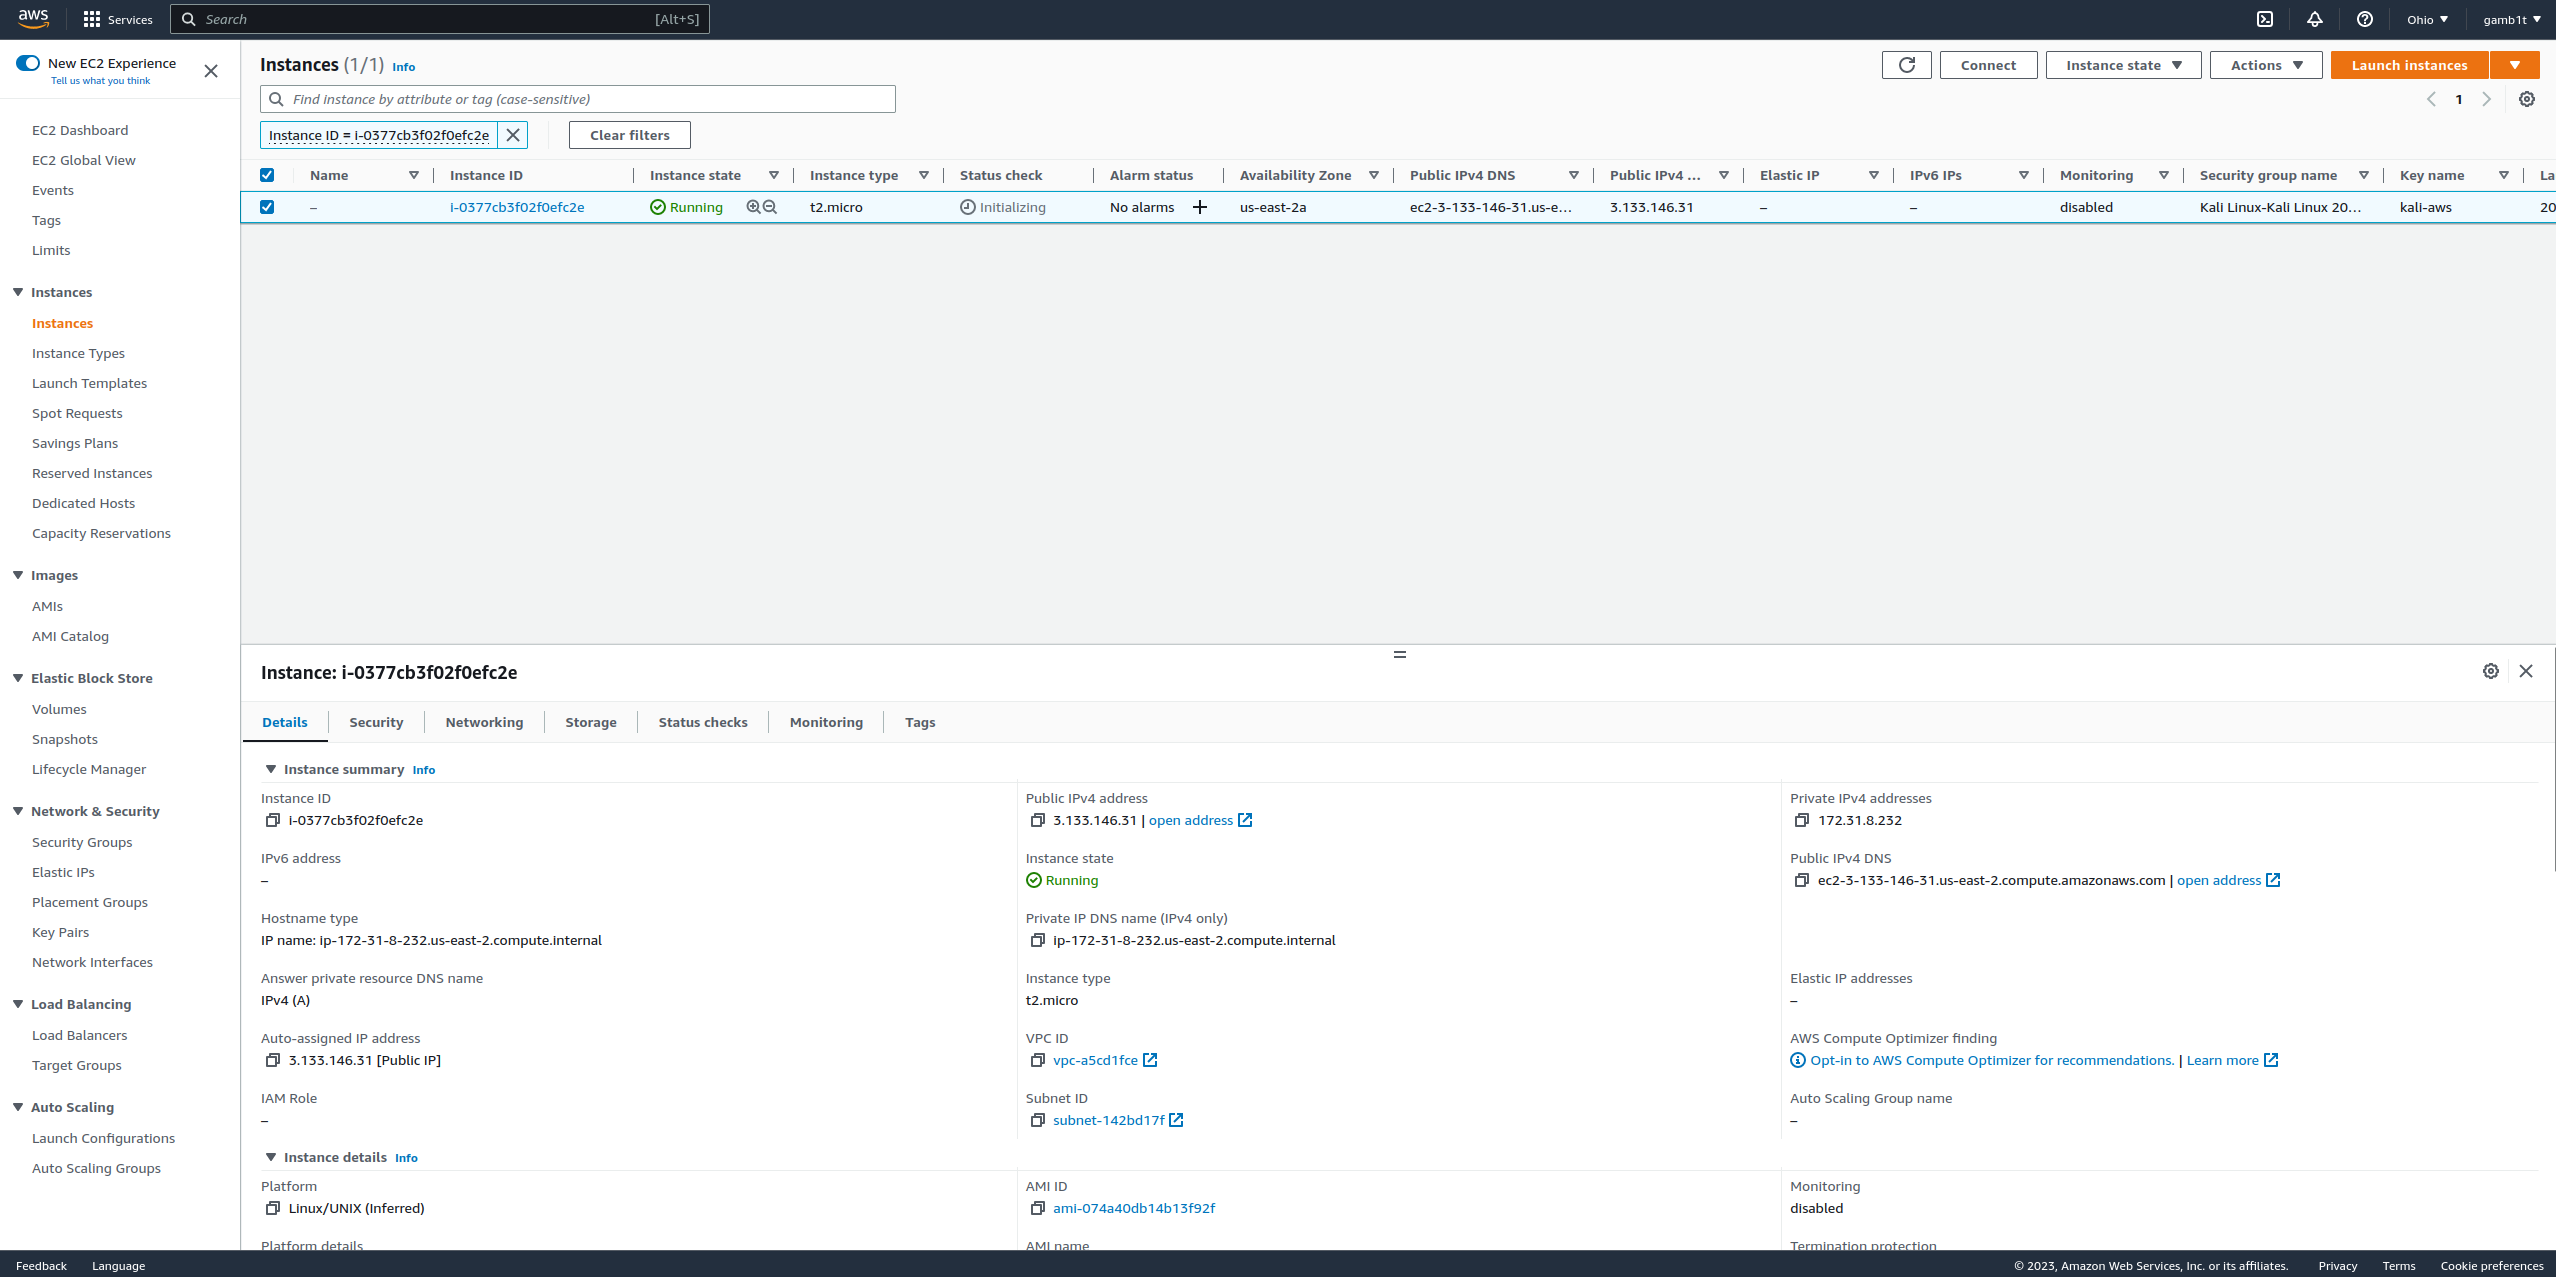 aws Services Search [Alt+S] Ohio gamb1t
New EC2 Experience
Tell us what you think
EC2 Dashboard
EC2 Global View
Events
Tags
Limits
Instances
Instances
Instance Types
Launch Templates
Spot Requests
Savings Plans
Reserved Instances
Dedicated Hosts
Capacity Reservations
Images
AMIs
AMI Catalog
Elastic Block Store
Volumes
Snapshots
Lifecycle Manager
Network & Security
Security Groups
Elastic IPs
Placement Groups
Key Pairs
Network Interfaces
Load Balancing
Load Balancers
Target Groups
Auto Scaling
Launch Configurations
Auto Scaling Groups
Instances (1/1) Info Connect Instance state Actions Launch instances
Find instance by attribute or tag (case-sensitive) 1
Instance ID = i-0377cb3f02f0efc2e Clear filters
Name Instance ID Instance state Instance type Status check Alarm status Availability Zone Public IPv4 DNS Public IPv4 ... Elastic IP IPv6 IPs Monitoring Security group name Key name La
– i-0377cb3f02f0efc2e Running t2.micro Initializing No alarms us-east-2a ec2-3-133-146-31.us-e... 3.133.146.31 – – disabled Kali Linux-Kali Linux 20... kali-aws 20
Instance: i-0377cb3f02f0efc2e
Details Security Networking Storage Status checks Monitoring Tags
Instance summary Info
Instance ID Public IPv4 address Private IPv4 addresses
i-0377cb3f02f0efc2e 3.133.146.31 | open address 172.31.8.232
IPv6 address Instance state Public IPv4 DNS
– Running ec2-3-133-146-31.us-east-2.compute.amazonaws.com | open address
Hostname type Private IP DNS name (IPv4 only)
IP name: ip-172-31-8-232.us-east-2.compute.internal ip-172-31-8-232.us-east-2.compute.internal
Answer private resource DNS name Instance type Elastic IP addresses
IPv4 (A) t2.micro –
Auto-assigned IP address VPC ID AWS Compute Optimizer finding
3.133.146.31 [Public IP] vpc-a5cd1fce Opt-in to AWS Compute Optimizer for recommendations. | Learn more
IAM Role Subnet ID Auto Scaling Group name
– subnet-142bd17f –
Instance details Info
Platform AMI ID Monitoring
Linux/UNIX (Inferred) ami-074a40db14b13f92f disabled
Platform details AMI name Termination protection
Feedback Language © 2023, Amazon Web Services, Inc. or its affiliates. Privacy Terms Cookie preferences